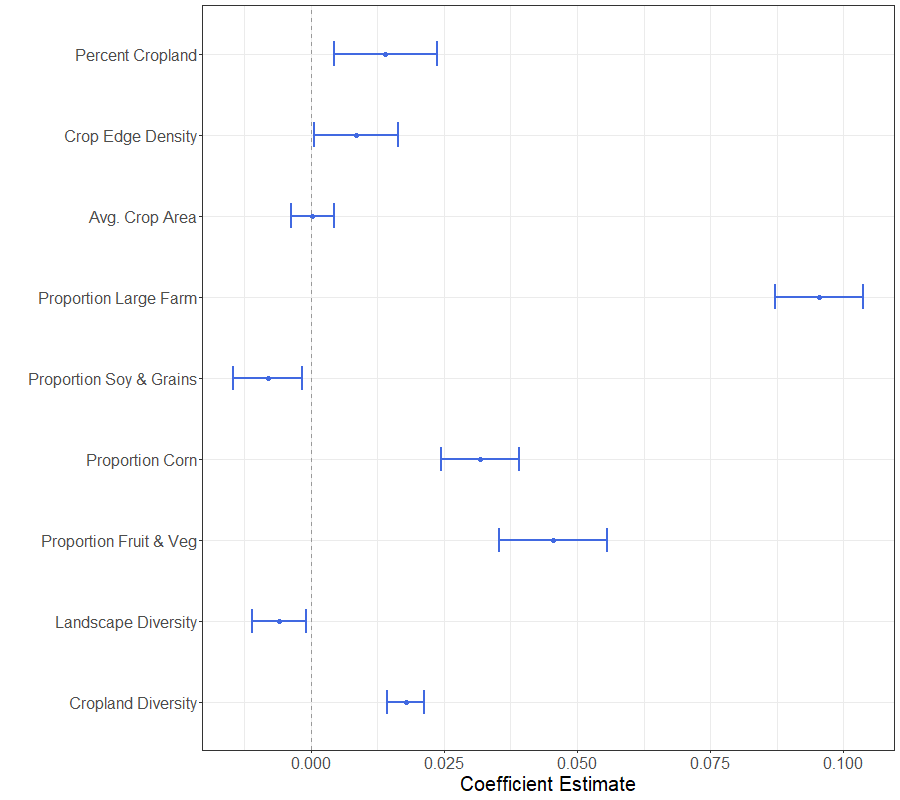 Percent Cropland
Crop Edge Density
Avg. Crop Area
Proportion Large Farm
Proportion Soy & Grains
Proportion Corn
Proportion Fruit & Veg
Landscape Diversity
Cropland Diversity
0.000 0.025 0.050 0.075 0.100
Coefficient Estimate